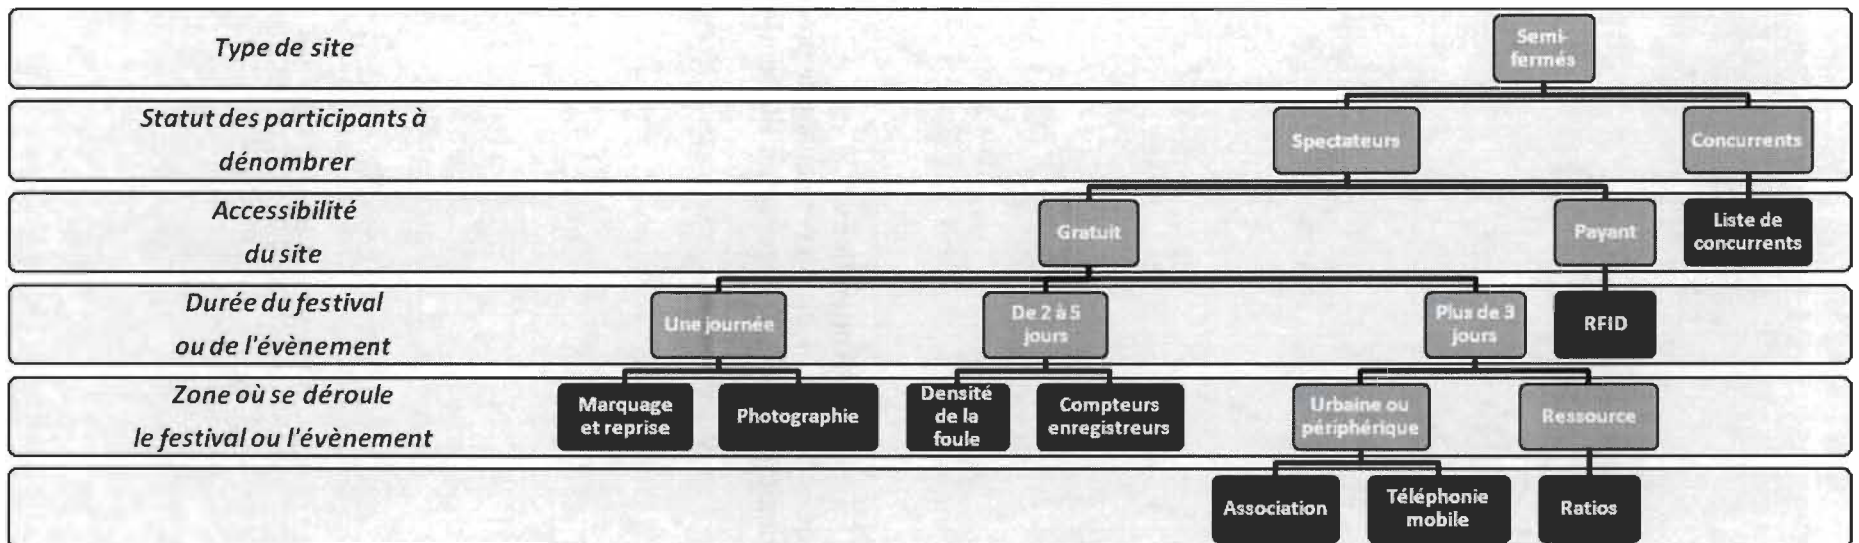 Type de site
Semi-
fermés
Statut des participants à
dénombrer
Spectateurs
Concurrents
Accessibilité
du site
Gratuit
Payant
Liste de
concurrents
Durée du festival
ou de l'évènement
Une journée
De 2 à 5
jours
Plus de 3
jours
RFID
Zone où se déroule
le festival ou l'évènement
Marquage
et reprise
Photographie
Densité
de la
foule
Compteurs
enregistreurs
Urbaine ou
périphérique
Ressource
Association
Téléphonie
mobile
Ratios